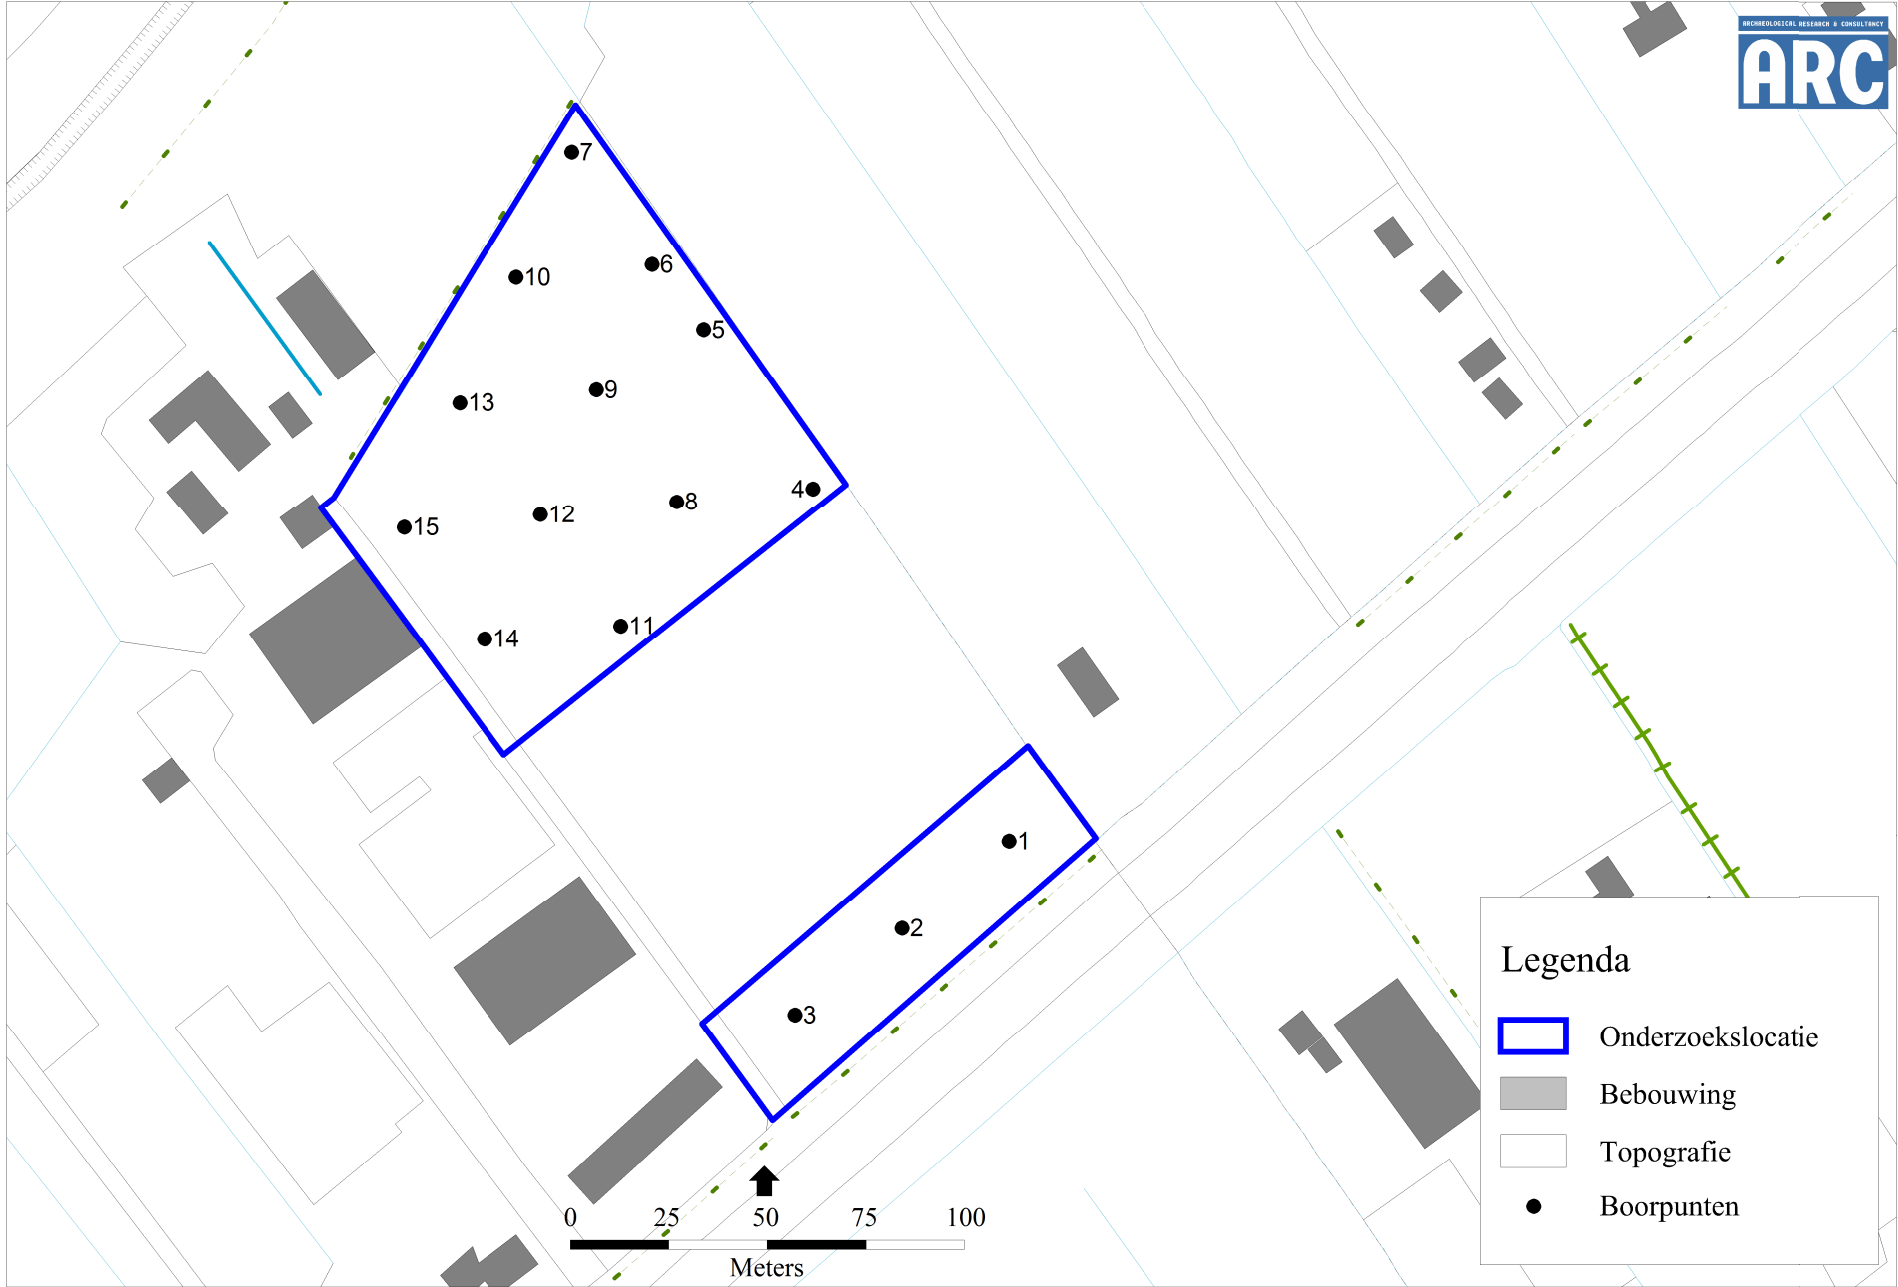 ARCHAEOLOGICAL RESEARCH & CONSULTANCY
ARC
7
6
10
5
9
13
4
8
12
15
11
14
1
2
3
Legenda
Onderzoekslocatie
Bebouwing
Topografie
Boorpunten
0 25 50 75 100
Meters